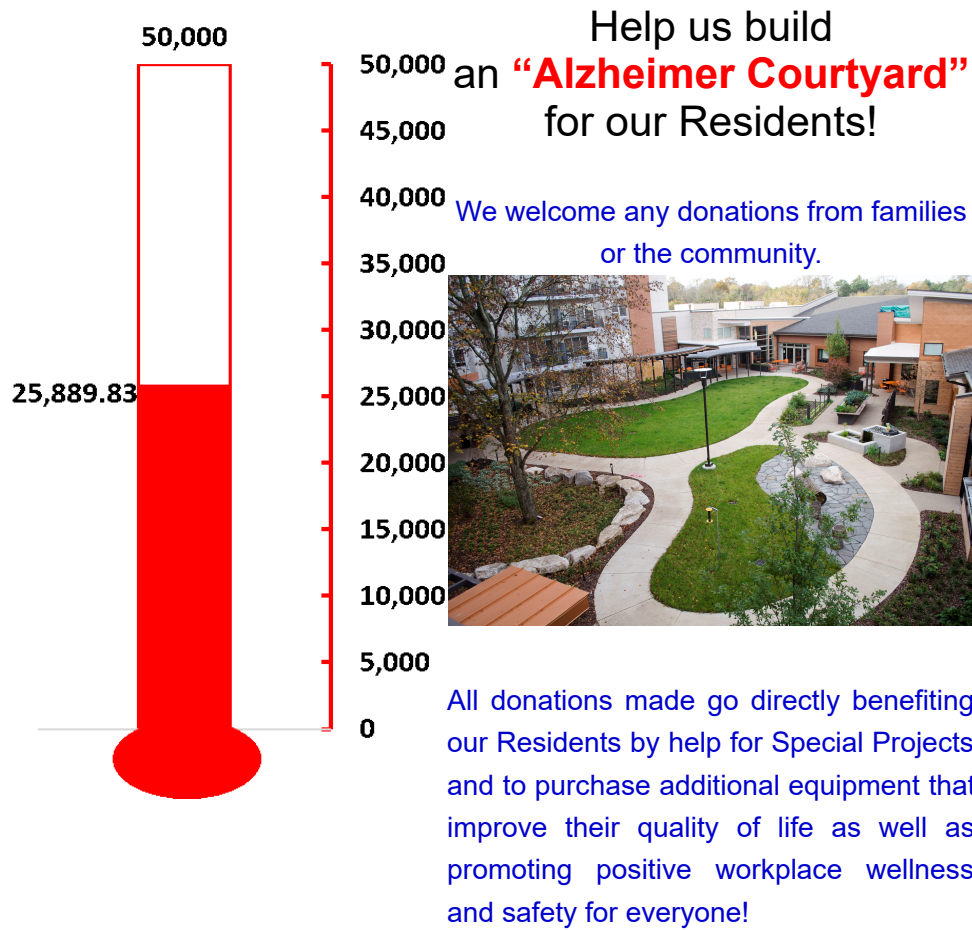 50,000
50,000
45,000
40,000
35,000
30,000
25,000
20,000
15,000
10,000
5,000
0
25,889.83
Help us build
an “Alzheimer Courtyard”
for our Residents!
We welcome any donations from families
or the community.
All donations made go directly benefiting
our Residents by help for Special Projects
and to purchase additional equipment that
improve their quality of life as well as
promoting positive workplace wellness
and safety for everyone!